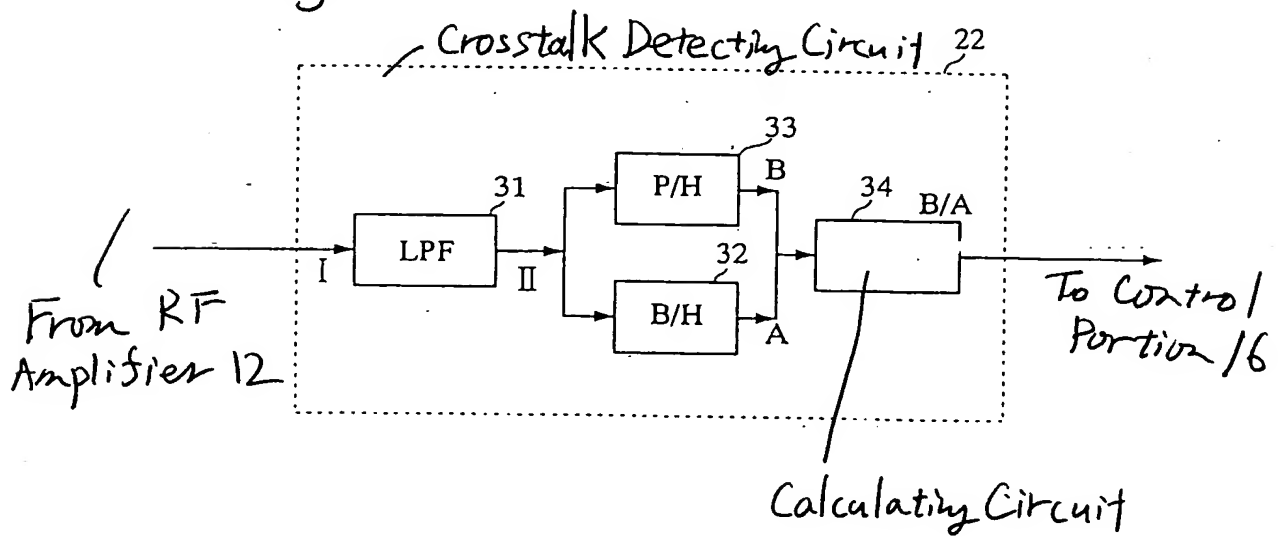 Crosstalk Detecting Circuit 22
33
P/H
B
31
LPF
I
II
32
B/H
A
34
B/A
From RF
Amplifier 12
To Control
Portion 16
Calculating Circuit